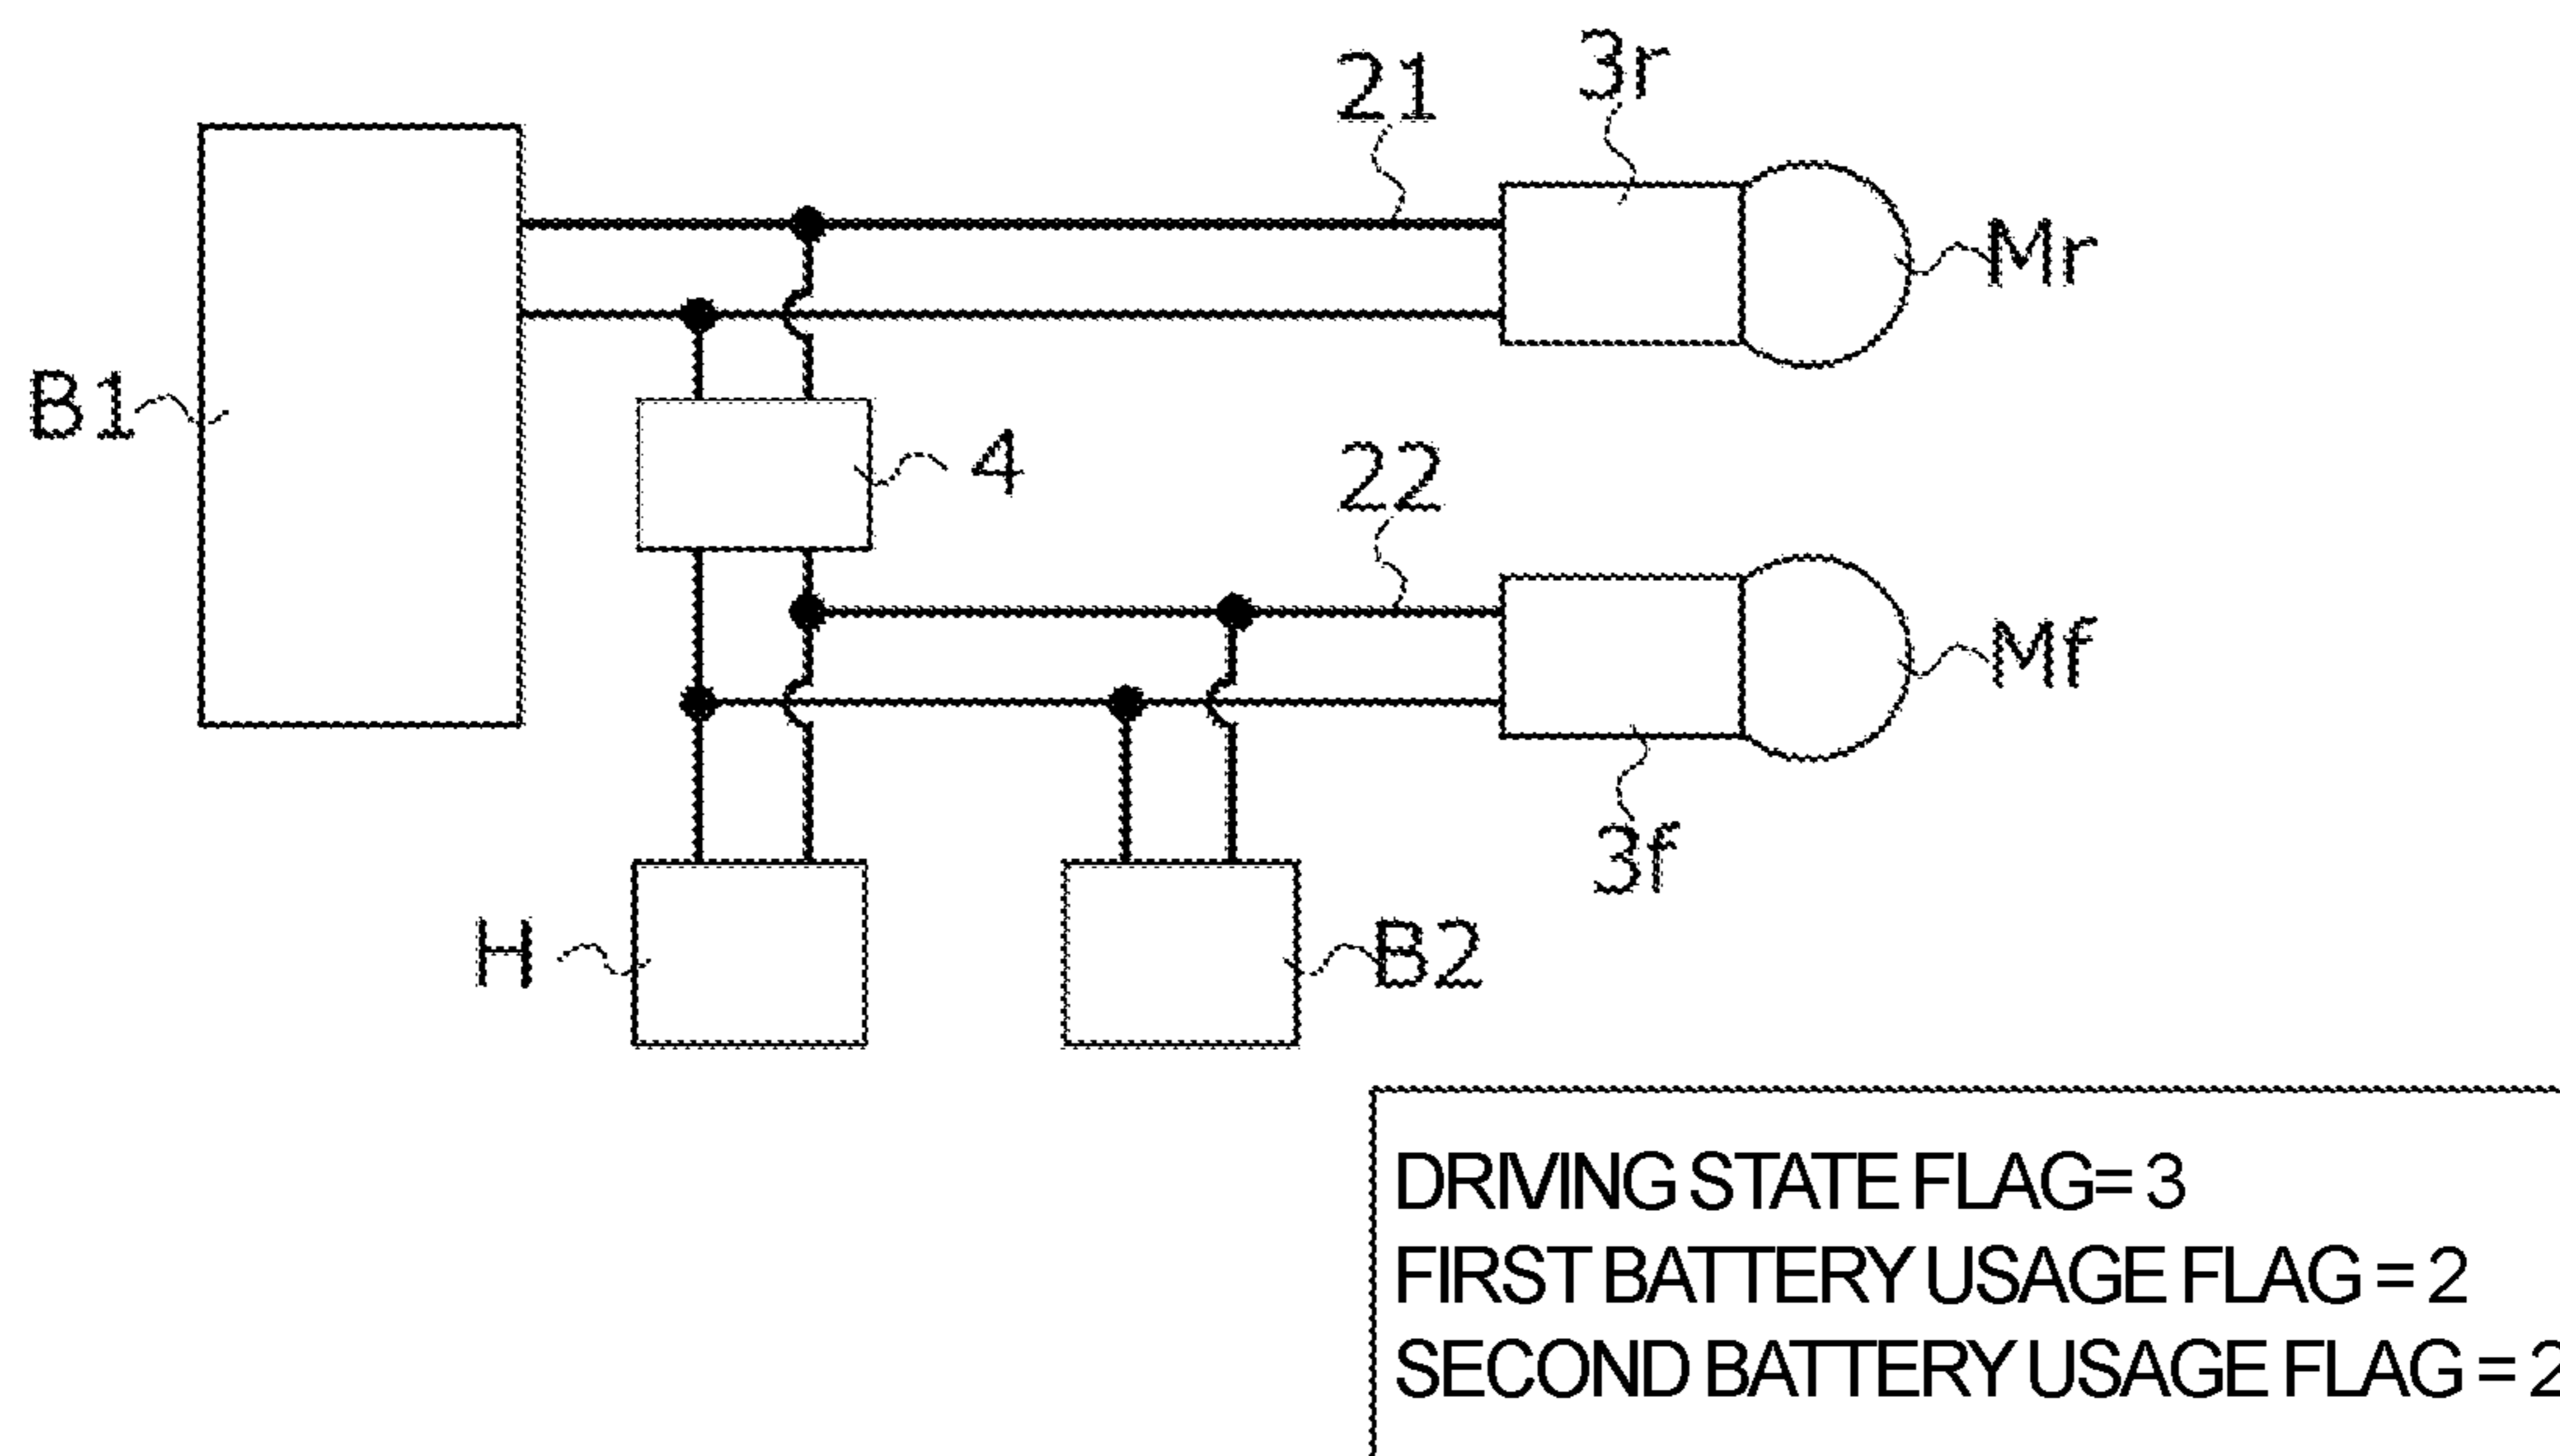 21
3r
Mr
B1
4
22
Mf
3f
H
B2
DRIVING STATE FLAG= 3
FIRST BATTERY USAGE FLAG = 2
SECOND BATTERY USAGE FLAG = 2